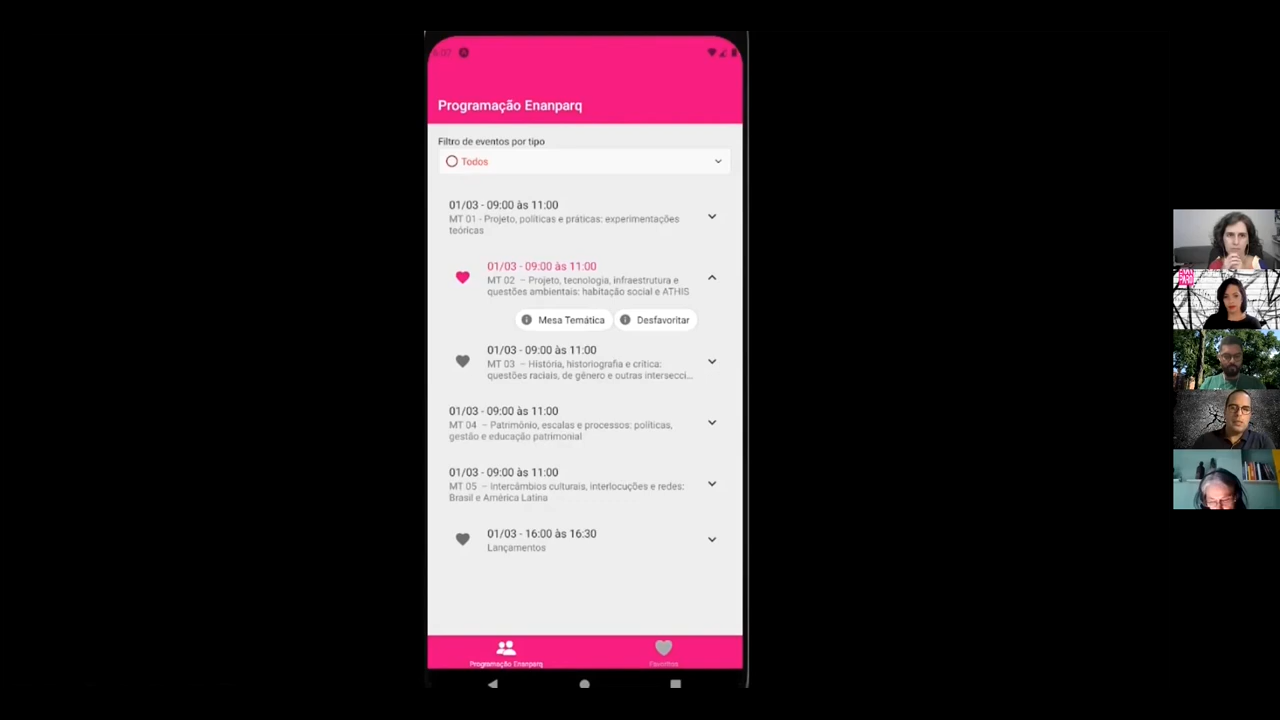 Programação Enanparq
Filtro de eventos por tipo
Todos
01/03 - 09:00 às 11:00
MT 01 - Projeto, políticas e práticas: experimentações
teóricas
01/03 - 09:00 às 11:00
MT 02 – Projeto, tecnologia, infraestrutura e
questões ambientais: habitação social e ATHIS
Mesa Temática
Desfavoritar
01/03 - 09:00 às 11:00
MT 03 – História, historiografia e crítica:
questões raciais, de gênero e outras intersecci...
01/03 - 09:00 às 11:00
MT 04 – Patrimônio, escalas e processos: políticas,
gestão e educação patrimonial
01/03 - 09:00 às 11:00
MT 05 – Intercâmbios culturais, interlocuções e redes:
Brasil e América Latina
01/03 - 16:00 às 16:30
Lançamentos
Programação Enanparq
Favoritos